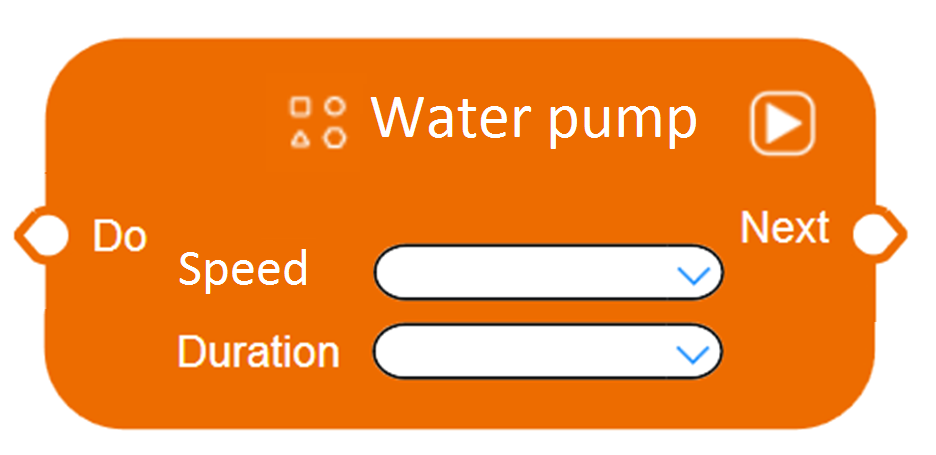 Water pump
Do
Next
Speed
Duration